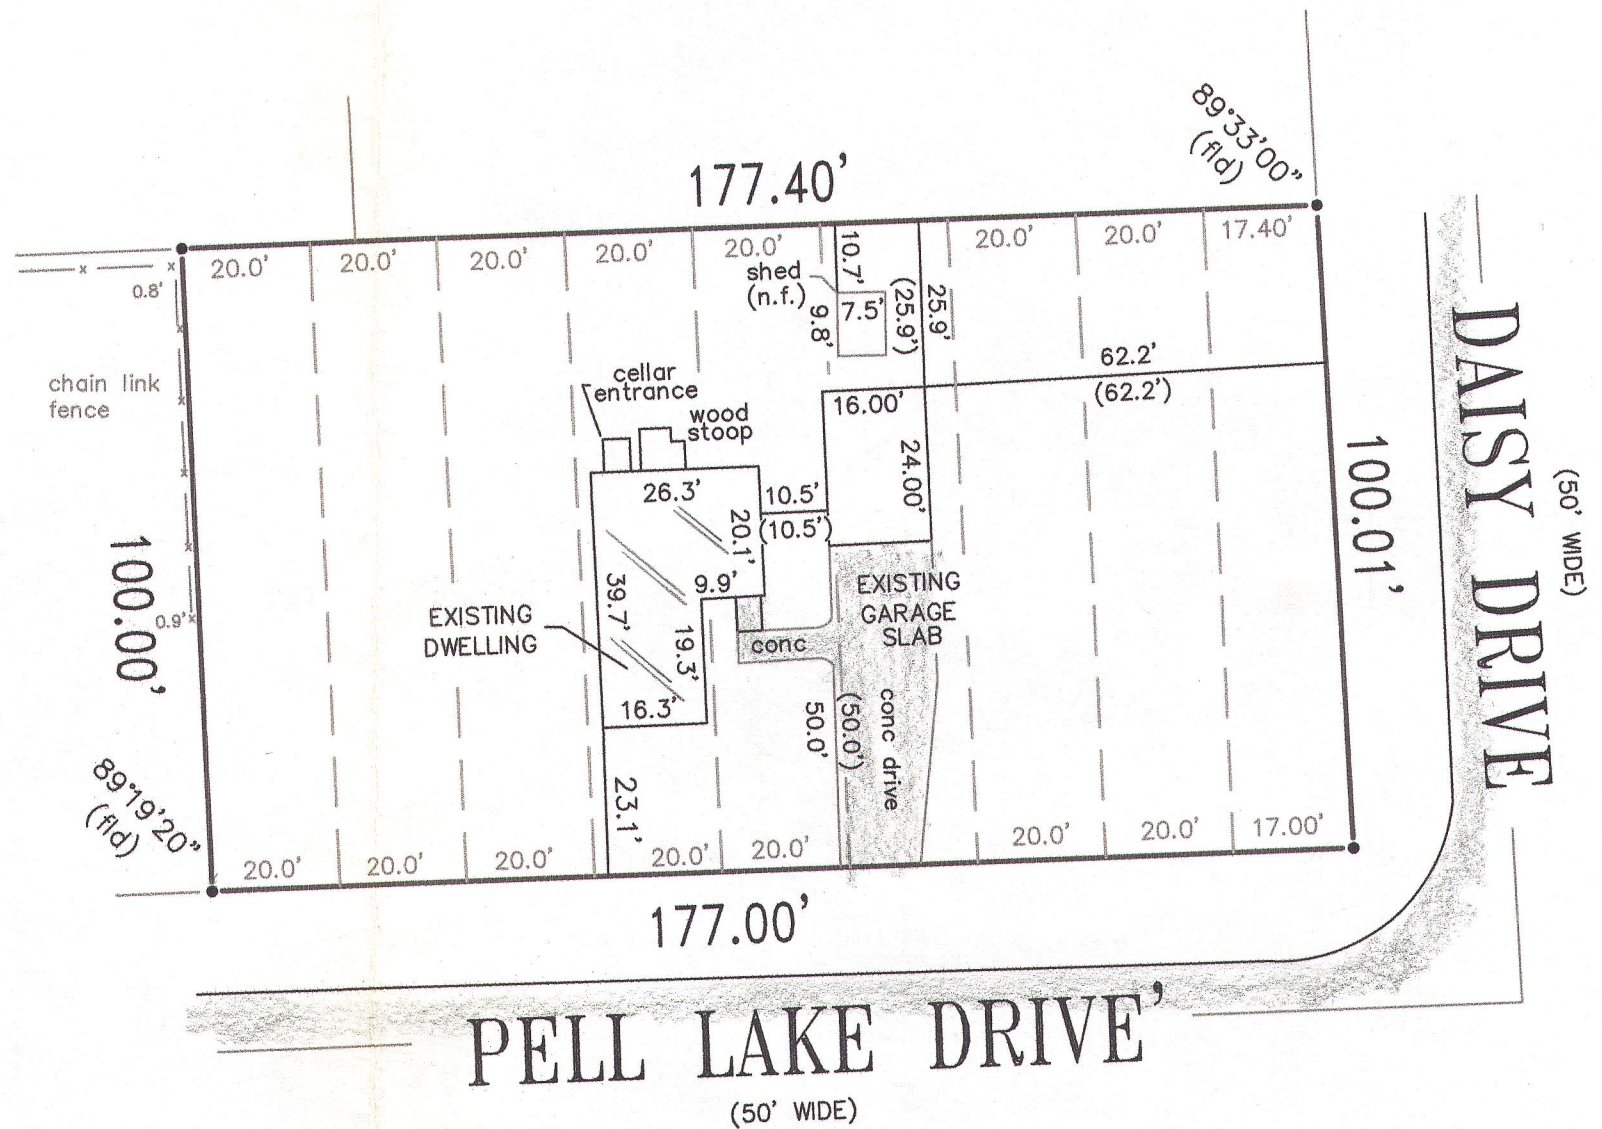 89°33'00"
(fld)
177.40'
20.0'
20.0'
20.0'
20.0'
20.0'
10.7'
20.0'
20.0'
17.40'
0.8'
shed
(n.f.)
7.5'
9.8'
(25.9')
25.9'
chain link
fence
cellar
entrance
wood
stoop
62.2'
(62.2')
16.00'
24.00'
26.3'
10.5'
(10.5')
20.1'
39.7'
9.9'
19.3'
16.3'
EXISTING
DWELLING
EXISTING
GARAGE
SLAB
conc
conc drive
50.0'
(50.0')
23.1'
0.9'
100.00'
100.01'
DAISY DRIVE
(50' WIDE)
89°19'20"
(fld)
20.0'
20.0'
20.0'
20.0'
20.0'
20.0'
20.0'
17.00'
177.00'
PELL LAKE DRIVE'
(50' WIDE)